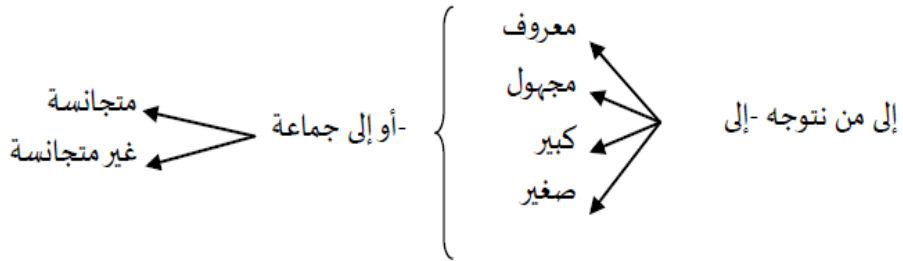 إلى من نتوجه -إلى
معروف
مجهول
كبير
صغير
-أو إلى جماعة
متجانسة
غير متجانسة